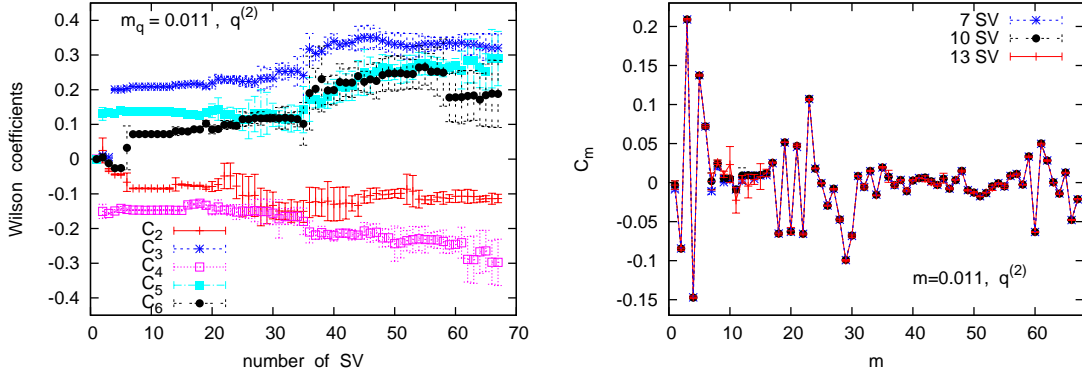 m_q = 0.011 , q^(2)
Wilson coefficients
0.4
0.3
0.2
0.1
0
-0.1
-0.2
-0.3
-0.4
C_2
C_3
C_4
C_5
C_6
0 10 20 30 40 50 60 70
number of SV
7 SV
10 SV
13 SV
C_m
0.2
0.15
0.1
0.05
0
-0.05
-0.1
-0.15
m=0.011, q^(2)
0 10 20 30 40 50 60
m